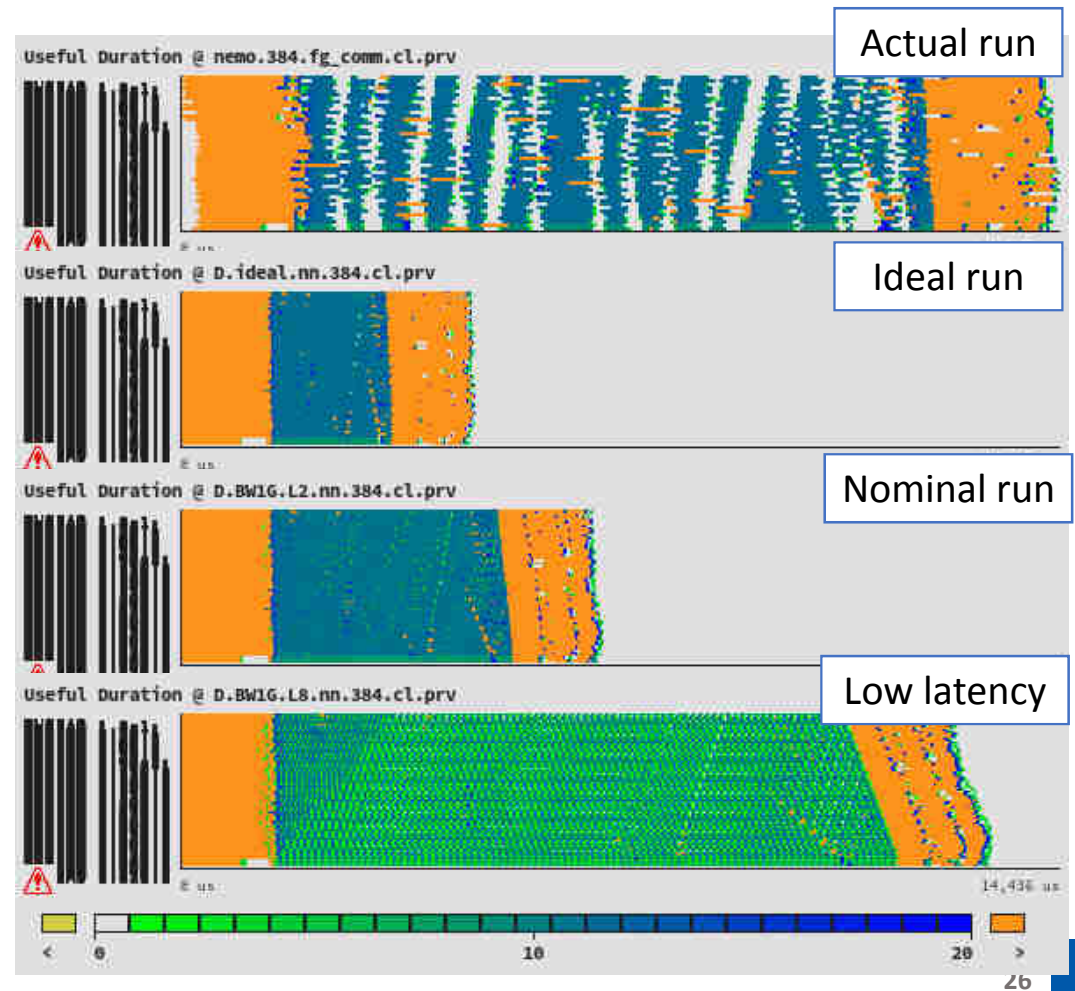 Actual run
Useful Duration @ nemo.384.fg_comm.cl.prv
Ideal run
Useful Duration @ D.ideal.nn.384.cl.prv
us
Nominal run
Useful Duration @ D.BW1G.L2.nn.384.cl.prv
Low latency
Useful Duration @ D.BW1G.L8.nn.384.cl.prv
us 14,436 us
< 0 10 20 >
26